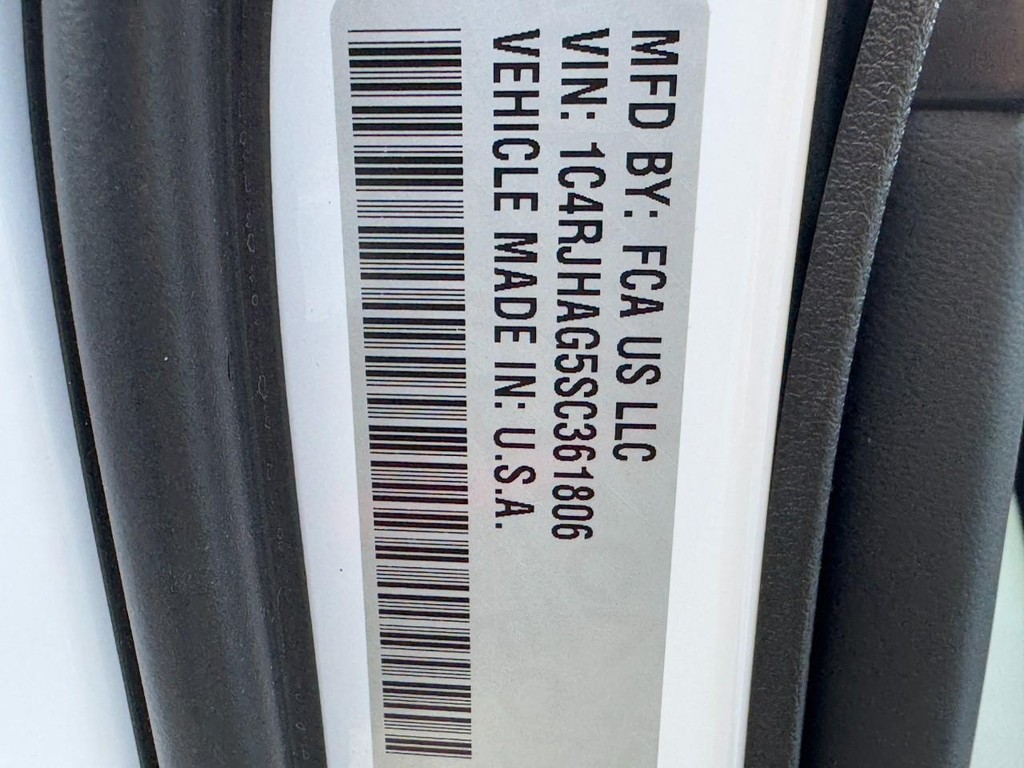 MFD BY: FCA US LLC
VIN: 1C4RJHAG5SC361806
VEHICLE MADE IN: U.S.A.